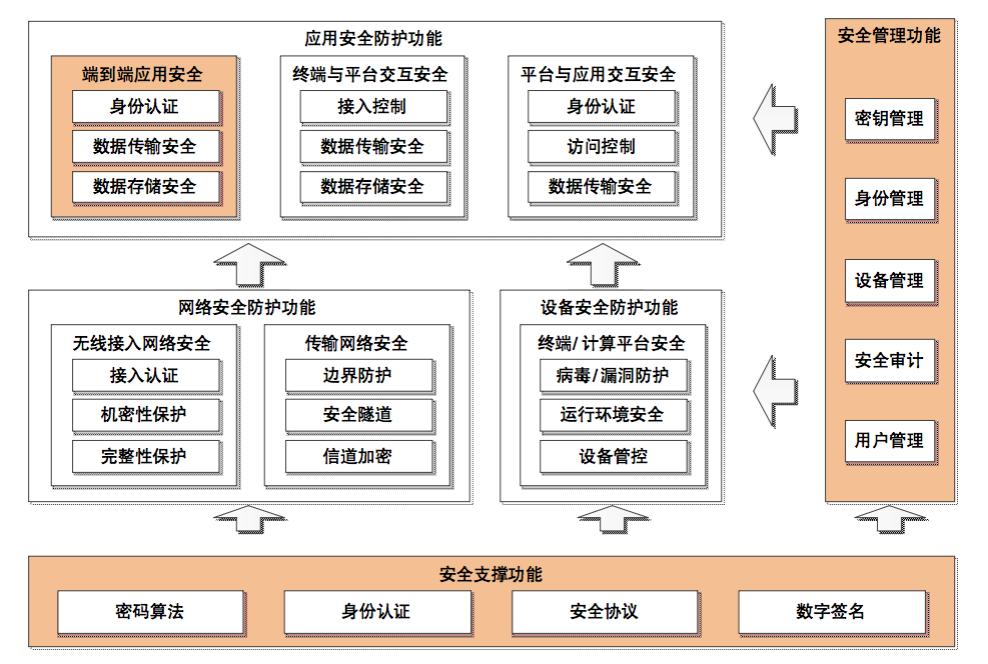 应用安全防护功能
端到端应用安全
身份认证
数据传输安全
数据存储安全
终端与平台交互安全
接入控制
数据传输安全
数据存储安全
平台与应用交互安全
身份认证
访问控制
数据传输安全
网络安全防护功能
无线接入网络安全
接入认证
机密性保护
完整性保护
传输网络安全
边界防护
安全隧道
信道加密
设备安全防护功能
终端/计算平台安全
病毒/漏洞防护
运行环境安全
设备管控
安全管理功能
密钥管理
身份管理
设备管理
安全审计
用户管理
安全支撑功能
密码算法
身份认证
安全协议
数字签名